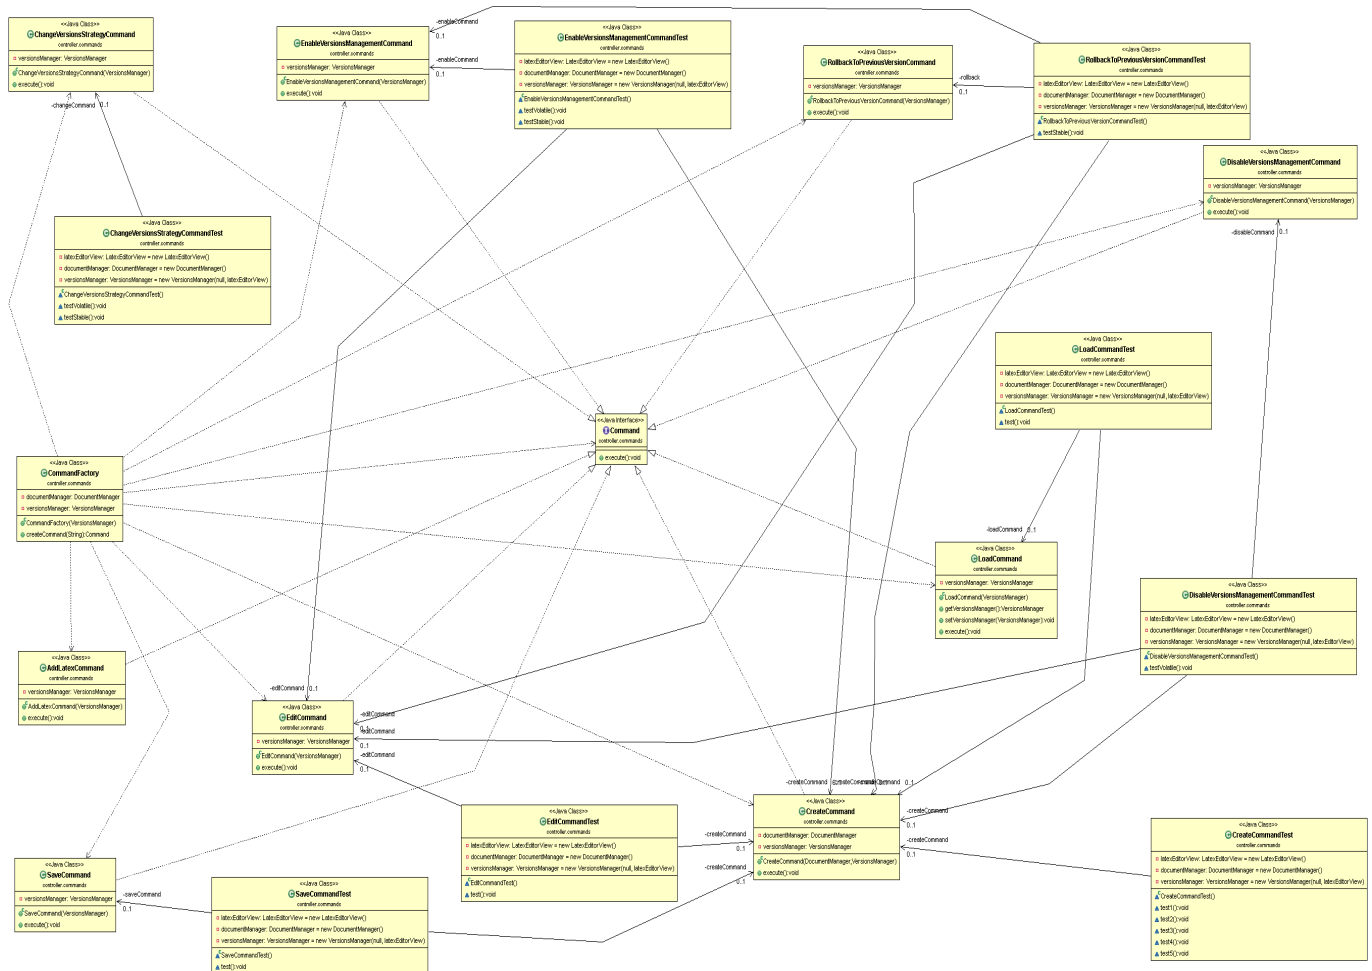 <<Java Class>>
ChangeVersionsStrategyCommand
controller.commands
versionsManager: VersionsManager
ChangeVersionsStrategyCommand(VersionsManager)
execute():void
-changeCommand
0..1
<<Java Class>>
EnableVersionsManagementCommand
controller.commands
versionsManager: VersionsManager
EnableVersionsManagementCommand(VersionsManager)
execute():void
-enableCommand
0..1
-enableCommand
0..1
<<Java Class>>
EnableVersionsManagementCommandTest
controller.commands
latexEditorView: LatexEditorView = new LatexEditorView()
documentManager: DocumentManager = new DocumentManager()
versionsManager: VersionsManager = new VersionsManager(null, latexEditorView)
EnableVersionsManagementCommandTest()
testVolatile():void
testStable():void
<<Java Class>>
RollbackToPreviousVersionCommand
controller.commands
versionsManager: VersionsManager
RollbackToPreviousVersionCommand(VersionsManager)
execute():void
-rollback
0..1
<<Java Class>>
RollbackToPreviousVersionCommandTest
controller.commands
latexEditorView: LatexEditorView = new LatexEditorView()
documentManager: DocumentManager = new DocumentManager()
versionsManager: VersionsManager = new VersionsManager(null, latexEditorView)
RollbackToPreviousVersionCommandTest()
testStable():void
<<Java Class>>
DisableVersionsManagementCommand
controller.commands
versionsManager: VersionsManager
DisableVersionsManagementCommand(VersionsManager)
execute():void
-disableCommand
0..1
<<Java Class>>
ChangeVersionsStrategyCommandTest
controller.commands
latexEditorView: LatexEditorView = new LatexEditorView()
documentManager: DocumentManager = new DocumentManager()
versionsManager: VersionsManager = new VersionsManager(null, latexEditorView)
ChangeVersionsStrategyCommandTest()
testVolatile():void
testStable():void
<<Java Class>>
LoadCommandTest
controller.commands
latexEditorView: LatexEditorView = new LatexEditorView()
documentManager: DocumentManager = new DocumentManager()
versionsManager: VersionsManager = new VersionsManager(null, latexEditorView)
LoadCommandTest()
test():void
<<Java Interface>>
Command
controller.commands
execute():void
<<Java Class>>
CommandFactory
controller.commands
documentManager: DocumentManager
versionsManager: VersionsManager
CommandFactory(VersionsManager)
createCommand(String):Command
-loadCommand
0..1
<<Java Class>>
LoadCommand
controller.commands
versionsManager: VersionsManager
LoadCommand(VersionsManager)
getVersionsManager():VersionsManager
setVersionsManager(VersionsManager):void
execute():void
<<Java Class>>
DisableVersionsManagementCommandTest
controller.commands
latexEditorView: LatexEditorView = new LatexEditorView()
documentManager: DocumentManager = new DocumentManager()
versionsManager: VersionsManager = new VersionsManager(null, latexEditorView)
DisableVersionsManagementCommandTest()
testVolatile():void
<<Java Class>>
AddLatexCommand
controller.commands
versionsManager: VersionsManager
AddLatexCommand(VersionsManager)
execute():void
-editCommand
0..1
<<Java Class>>
EditCommand
controller.commands
versionsManager: VersionsManager
EditCommand(VersionsManager)
execute():void
-editCommand
0..1
-editCommand
0..1
-editCommand
0..1
-createCommand
0..1
<<Java Class>>
CreateCommand
controller.commands
documentManager: DocumentManager
versionsManager: VersionsManager
CreateCommand(DocumentManager,VersionsManager)
execute():void
-createCommand
0..1
-createCommand
0..1
<<Java Class>>
EditCommandTest
controller.commands
latexEditorView: LatexEditorView = new LatexEditorView()
documentManager: DocumentManager = new DocumentManager()
versionsManager: VersionsManager = new VersionsManager(null, latexEditorView)
EditCommandTest()
test():void
-createCommand
0..1
-createCommand
0..1
<<Java Class>>
CreateCommandTest
controller.commands
latexEditorView: LatexEditorView = new LatexEditorView()
documentManager: DocumentManager = new DocumentManager()
versionsManager: VersionsManager = new VersionsManager(null, latexEditorView)
CreateCommandTest()
test1():void
test2():void
test3():void
test4():void
test5():void
<<Java Class>>
SaveCommand
controller.commands
versionsManager: VersionsManager
SaveCommand(VersionsManager)
execute():void
-saveCommand
0..1
<<Java Class>>
SaveCommandTest
controller.commands
latexEditorView: LatexEditorView = new LatexEditorView()
documentManager: DocumentManager = new DocumentManager()
versionsManager: VersionsManager = new VersionsManager(null, latexEditorView)
SaveCommandTest()
test():void